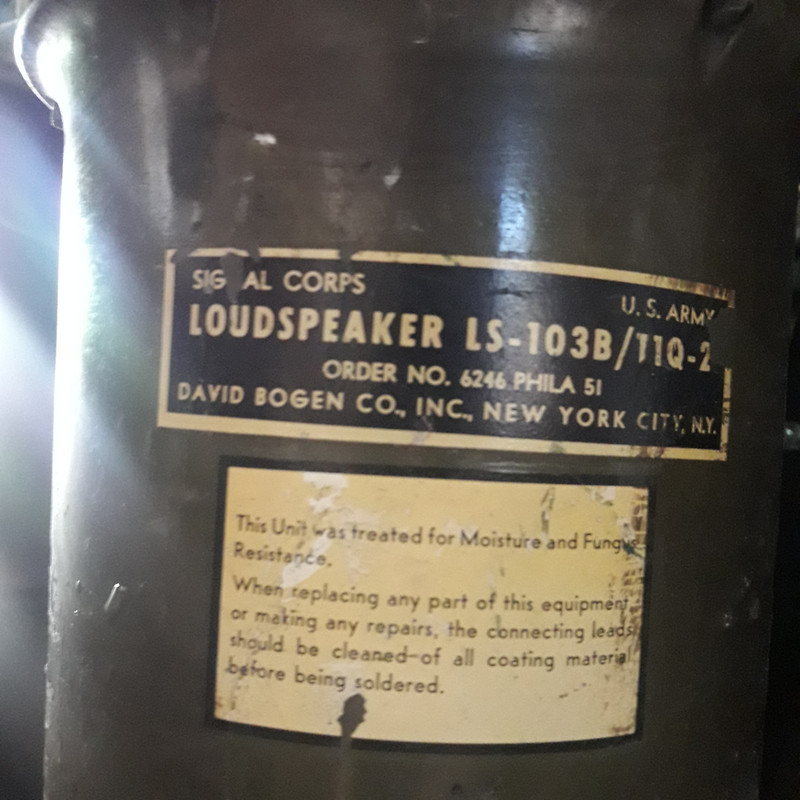 SIG AL CORPS
U. S. ARMY
LOUDSPEAKER LS-103B/TIQ-2
ORDER NO. 6246 PHILA 51
DAVID BOGEN CO., INC., NEW YORK CITY, N.Y.
This Unit was treated for Moisture and Fungus
Resistance.
When replacing any part of this equipment,
or making any repairs, the connecting leads
should be cleaned-of all coating material
before being soldered.